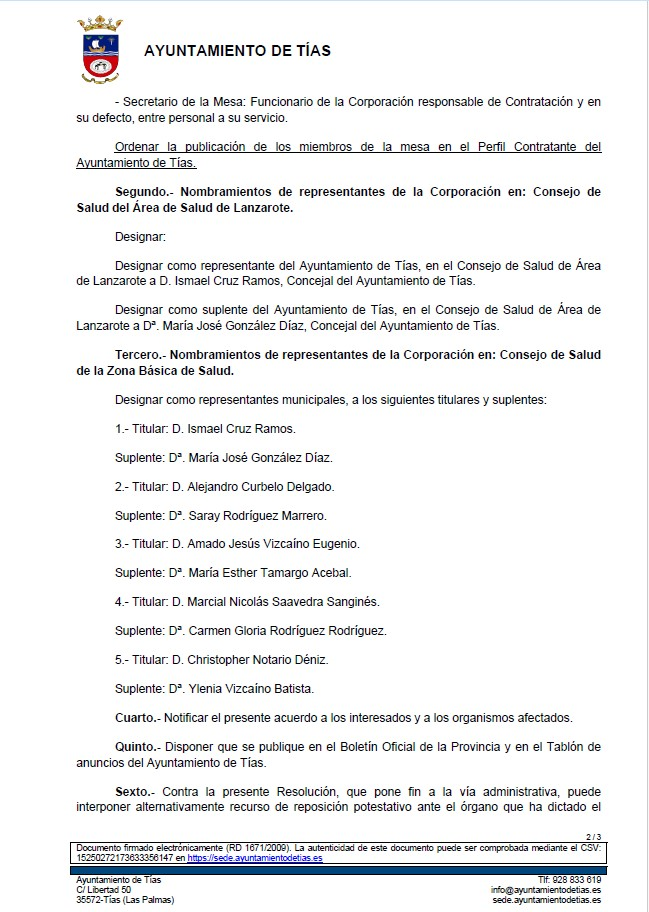 AYUNTAMIENTO DE TÍAS
- Secretario de la Mesa: Funcionario de la Corporación responsable de Contratación y en
su defecto, entre personal a su servicio.
Ordenar la publicación de los miembros de la mesa en el Perfil Contratante del
Ayuntamiento de Tías.
Segundo.- Nombramientos de representantes de la Corporación en: Consejo de
Salud del Área de Salud de Lanzarote.
Designar:
Designar como representante del Ayuntamiento de Tías, en el Consejo de Salud de Área
de Lanzarote a D. Ismael Cruz Ramos, Concejal del Ayuntamiento de Tías.
Designar como suplente del Ayuntamiento de Tías, en el Consejo de Salud de Área de
Lanzarote a Dª. María José González Díaz, Concejal del Ayuntamiento de Tías.
Tercero.- Nombramientos de representantes de la Corporación en: Consejo de Salud
de la Zona Básica de Salud.
Designar como representantes municipales, a los siguientes titulares y suplentes:
1.- Titular: D. Ismael Cruz Ramos.
Suplente: Dª. María José González Díaz.
2.- Titular: D. Alejandro Curbelo Delgado.
Suplente: Dª. Saray Rodríguez Marrero.
3.- Titular: D. Amado Jesús Vizcaíno Eugenio.
Suplente: Dª. María Esther Tamargo Acebal.
4.- Titular: D. Marcial Nicolás Saavedra Sanginés.
Suplente: Dª. Carmen Gloria Rodríguez Rodríguez.
5.- Titular: D. Christopher Notario Déniz.
Suplente: Dª. Ylenia Vizcaíno Batista.
Cuarto.- Notificar el presente acuerdo a los interesados y a los organismos afectados.
Quinto.- Disponer que se publique en el Boletín Oficial de la Provincia y en el Tablón de
anuncios del Ayuntamiento de Tías.
Sexto.- Contra la presente Resolución, que pone fin a la vía administrativa, puede
interponer alternativamente recurso de reposición potestativo ante el órgano que ha dictado el
2 / 3
Documento firmado electrónicamente (RD 1671/2009). La autenticidad de este documento puede ser comprobada mediante el CSV:
15250272173633356147 en https://sede.ayuntamientodetias.es
Ayuntamiento de Tías
C/ Libertad 50
35572-Tías (Las Palmas)
Tlf: 928 833 619
info@ayuntamientodetias.es
sede.ayuntamientodetias.es